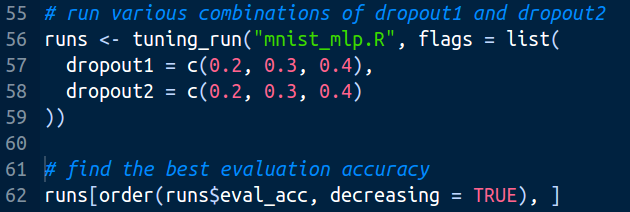 55 # run various combinations of dropout1 and dropout2
56 runs <- tuning_run("mnist_mlp.R", flags = list(
57   dropout1 = c(0.2, 0.3, 0.4),
58   dropout2 = c(0.2, 0.3, 0.4)
59 ))
60
61 # find the best evaluation accuracy
62 runs[order(runs$eval_acc, decreasing = TRUE), ]